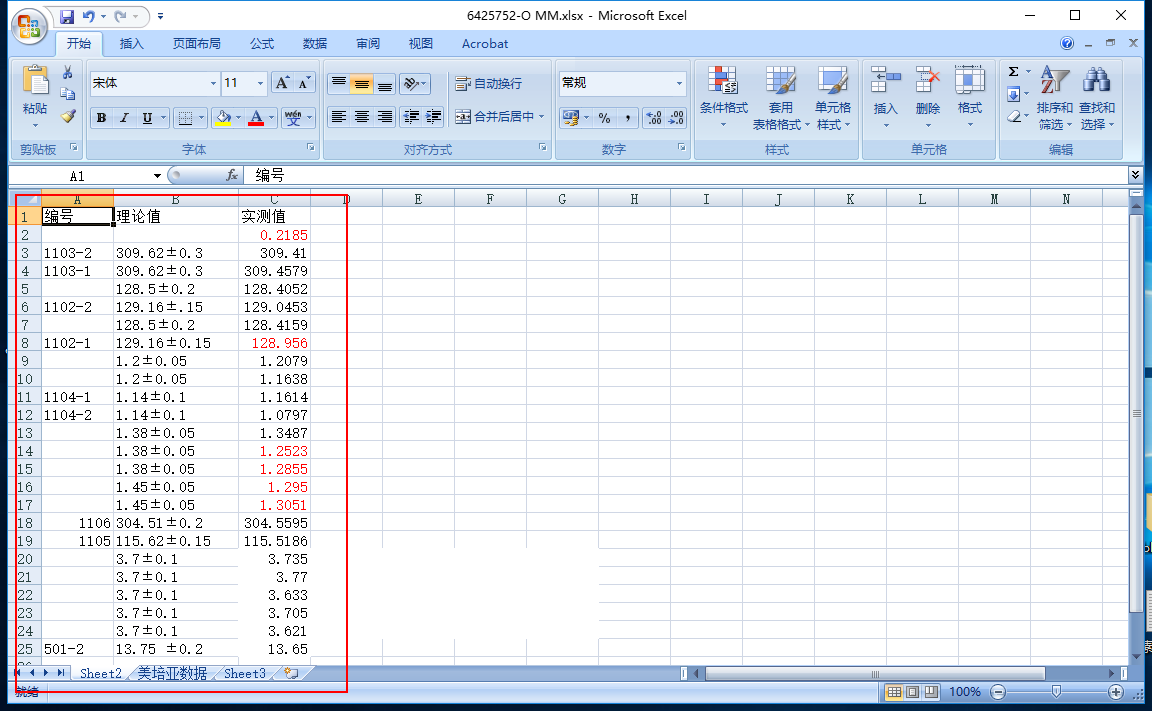 6425752-O MM.xlsx - Microsoft Excel
开始 插入 页面布局 公式 数据 审阅 视图 Acrobat
宋体 11 A A 自动换行 常规 Σ
粘贴 条件格式 套用 单元格 插入 删除 格式 排序和 查找和
表格格式 样式 筛选 选择
B I U A wén 合并后居中 % ,
剪贴板 字体 对齐方式 数字 样式 单元格 编辑
A1 fx 编号
A B C D E F G H I J K L M N
1 编号 理论值 实测值
2 0.2185
3 1103-2 309.62±0.3 309.41
4 1103-1 309.62±0.3 309.4579
5 128.5±0.2 128.4052
6 1102-2 129.16±.15 129.0453
7 128.5±0.2 128.4159
8 1102-1 129.16±0.15 128.956
9 1.2±0.05 1.2079
10 1.2±0.05 1.1638
11 1104-1 1.14±0.1 1.1614
12 1104-2 1.14±0.1 1.0797
13 1.38±0.05 1.3487
14 1.38±0.05 1.2523
15 1.38±0.05 1.2855
16 1.45±0.05 1.295
17 1.45±0.05 1.3051
18 1106 304.51±0.2 304.5595
19 1105 115.62±0.15 115.5186
20 3.7±0.1 3.735
21 3.7±0.1 3.77
22 3.7±0.1 3.633
23 3.7±0.1 3.705
24 3.7±0.1 3.621
25 501-2 13.75 ±0.2 13.65
Sheet2 美培亚数据 Sheet3
就绪 100%